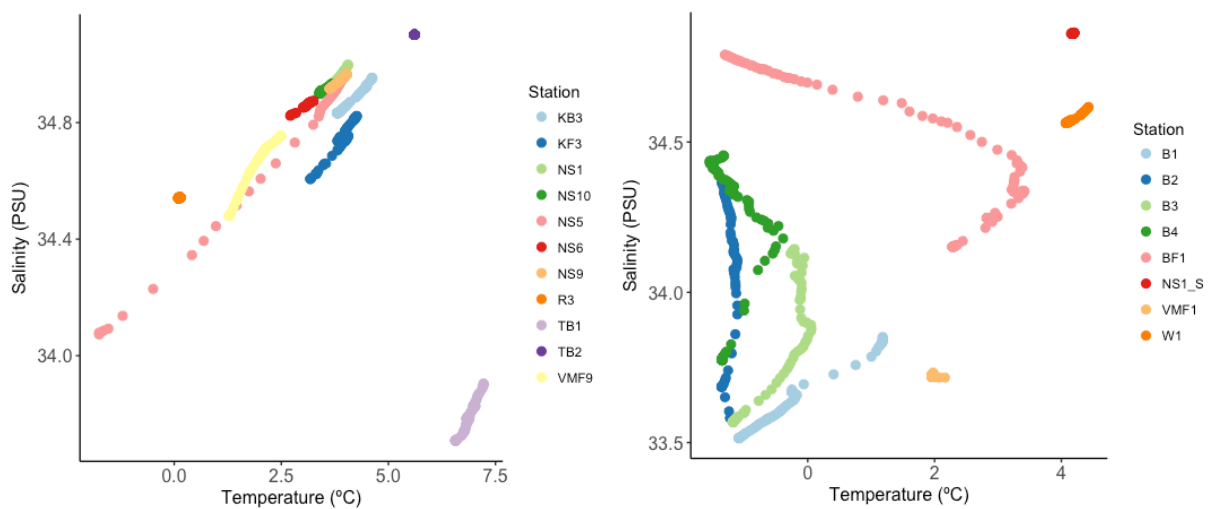 34.8
34.4
34.0
Salinity (PSU)
0.0
2.5
5.0
7.5
Temperature (ºC)
Station
KB3
KF3
NS1
NS10
NS5
NS6
NS9
R3
TB1
TB2
VMF9
34.5
34.0
33.5
Salinity (PSU)
0
2
4
Temperature (ºC)
Station
B1
B2
B3
B4
BF1
NS1_S
VMF1
W1